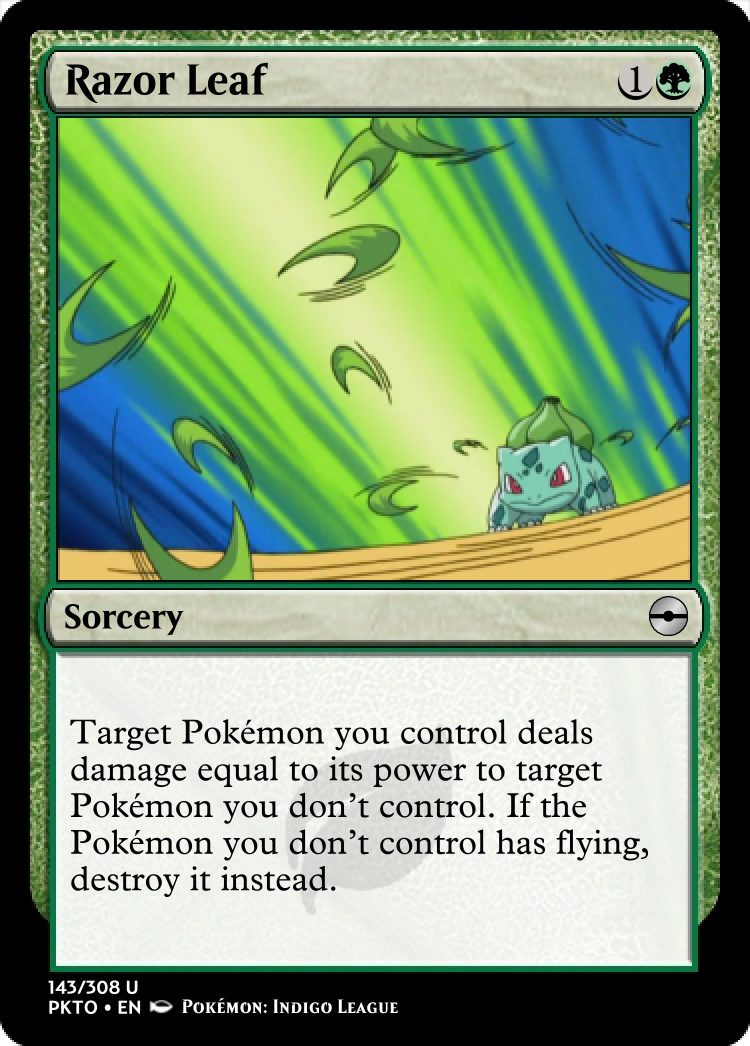 Razor Leaf 1
Sorcery
Target Pokémon you control deals
damage equal to its power to target
Pokémon you don't control. If the
Pokémon you don't control has flying,
destroy it instead.
143/308 U
PKTO • EN Pokémon: Indigo League